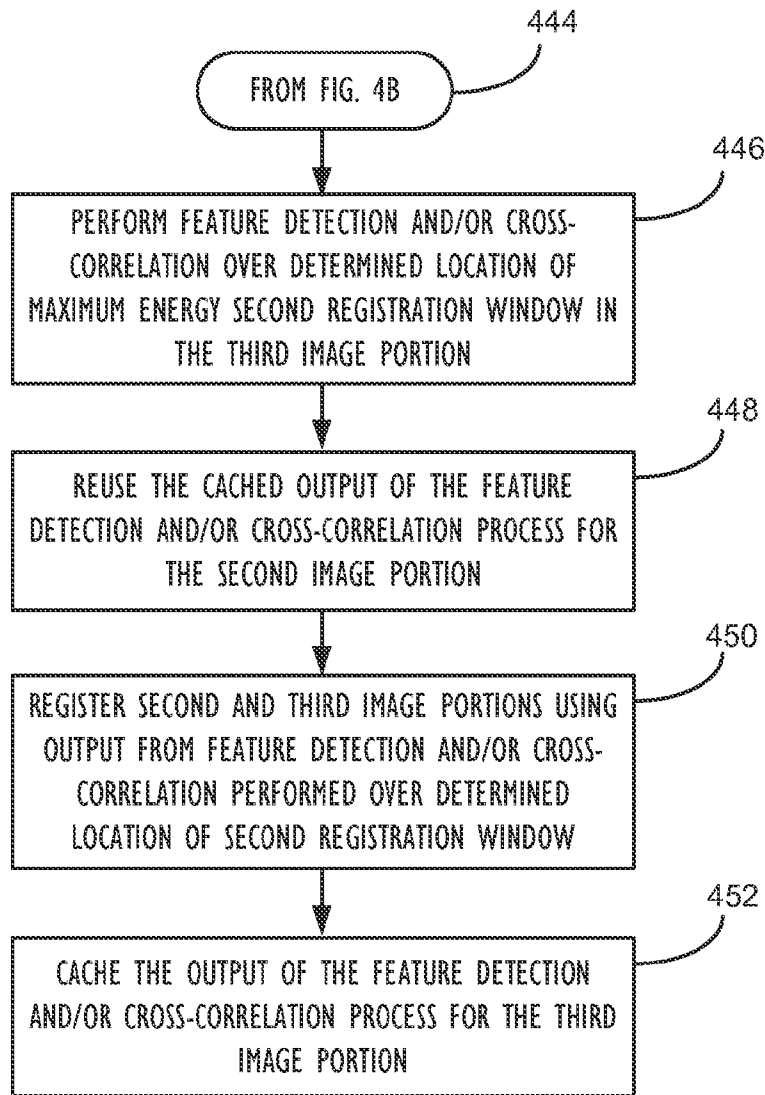 444
FROM FIG. 4B
446
PERFORM FEATURE DETECTION AND/OR CROSS-
CORRELATION OVER DETERMINED LOCATION OF
MAXIMUM ENERGY SECOND REGISTRATION WINDOW IN
THE THIRD IMAGE PORTION
448
REUSE THE CACHED OUTPUT OF THE FEATURE
DETECTION AND/OR CROSS-CORRELATION PROCESS FOR
THE SECOND IMAGE PORTION
450
REGISTER SECOND AND THIRD IMAGE PORTIONS USING
OUTPUT FROM FEATURE DETECTION AND/OR CROSS-
CORRELATION PERFORMED OVER DETERMINED
LOCATION OF SECOND REGISTRATION WINDOW
452
CACHE THE OUTPUT OF THE FEATURE DETECTION
AND/OR CROSS-CORRELATION PROCESS FOR THE THIRD
IMAGE PORTION